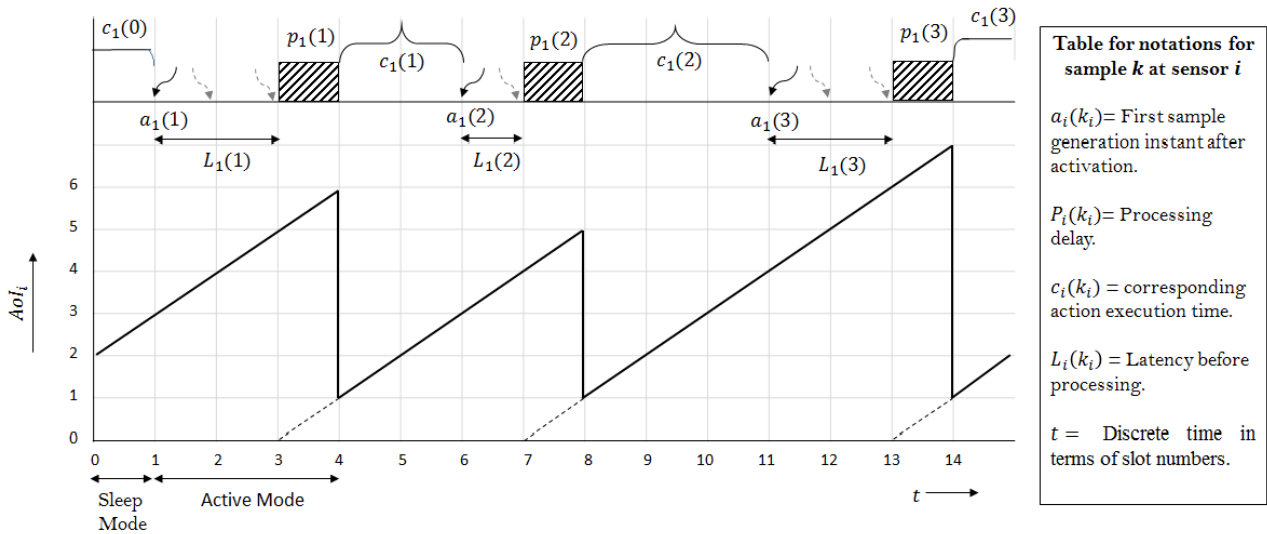 c₁(0)
p₁(1)
c₁(1)
p₁(2)
c₁(2)
p₁(3)
c₁(3)
a₁(1)
a₁(2)
a₁(3)
L₁(1)
L₁(2)
L₁(3)
6
5
4
3
2
1
0
AoIᵢ
0 1 2 3 4 5 6 7 8 9 10 11 12 13 14
Sleep
Mode
Active Mode
t
Table for notations for
sample k at sensor i
aᵢ(kᵢ)= First sample
generation instant after
activation.
Pᵢ(kᵢ)= Processing
delay.
cᵢ(kᵢ) = corresponding
action execution time.
Lᵢ(kᵢ) = Latency before
processing.
t = Discrete time in
terms of slot numbers.